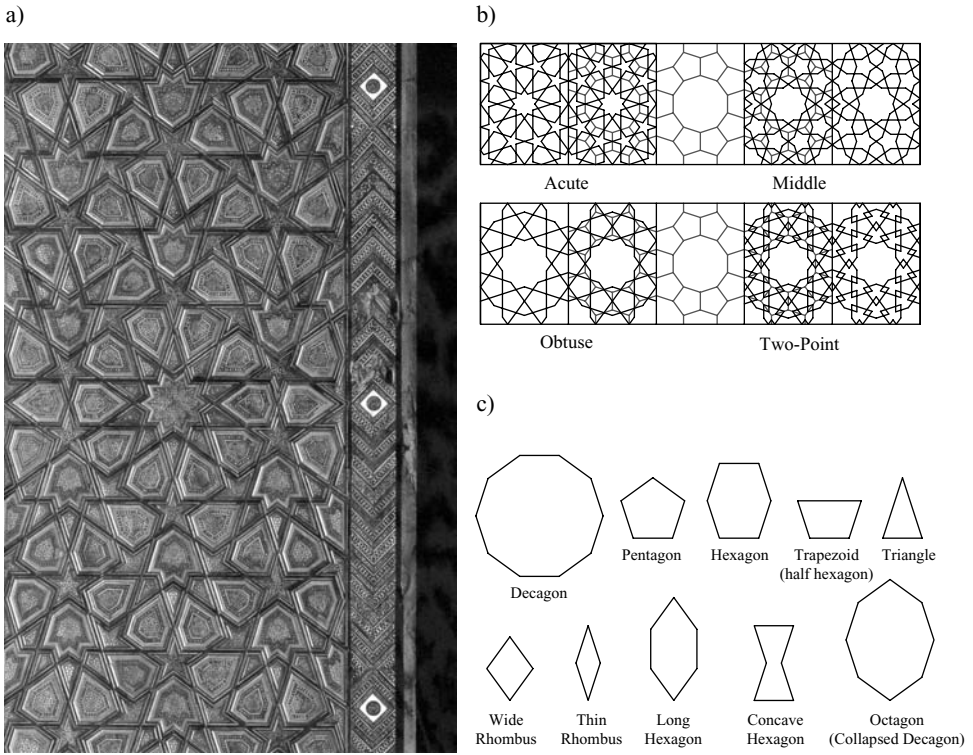 a)
b)
Acute
Middle
Obtuse
Two-Point
c)
Decagon
Pentagon
Hexagon
Trapezoid
(half hexagon)
Triangle
Wide
Rhombus
Thin
Rhombus
Long
Hexagon
Concave
Hexagon
Octagon
(Collapsed Decagon)